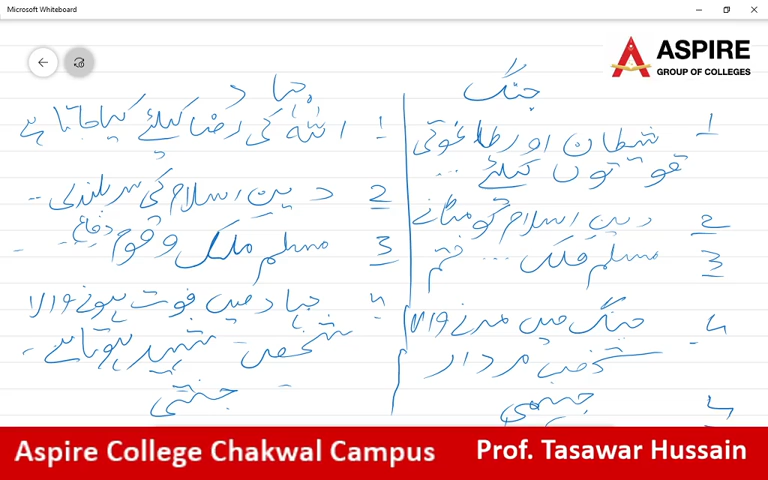 Microsoft Whiteboard
ASPIRE
GROUP OF COLLEGES
جنگ
1 شیطان اور طاغوتی
قوتوں کیلئے ...
2 دین اسلام کو مٹانے
3 مسلم ملک ... ختم
4 جنگ میں مرنے والا
شخص مردار
جہنمی
جہاد
1 اللہ کی رضا کیلئے کیا جاتا ہے
2 دین اسلام کی سربلندی ..
3 مسلم ملک و قوم دفاع ..
4 جہاد میں فوت ہونے والا
شخص شہید ہوتا ہے -
جنتی
Aspire College Chakwal Campus
Prof. Tasawar Hussain